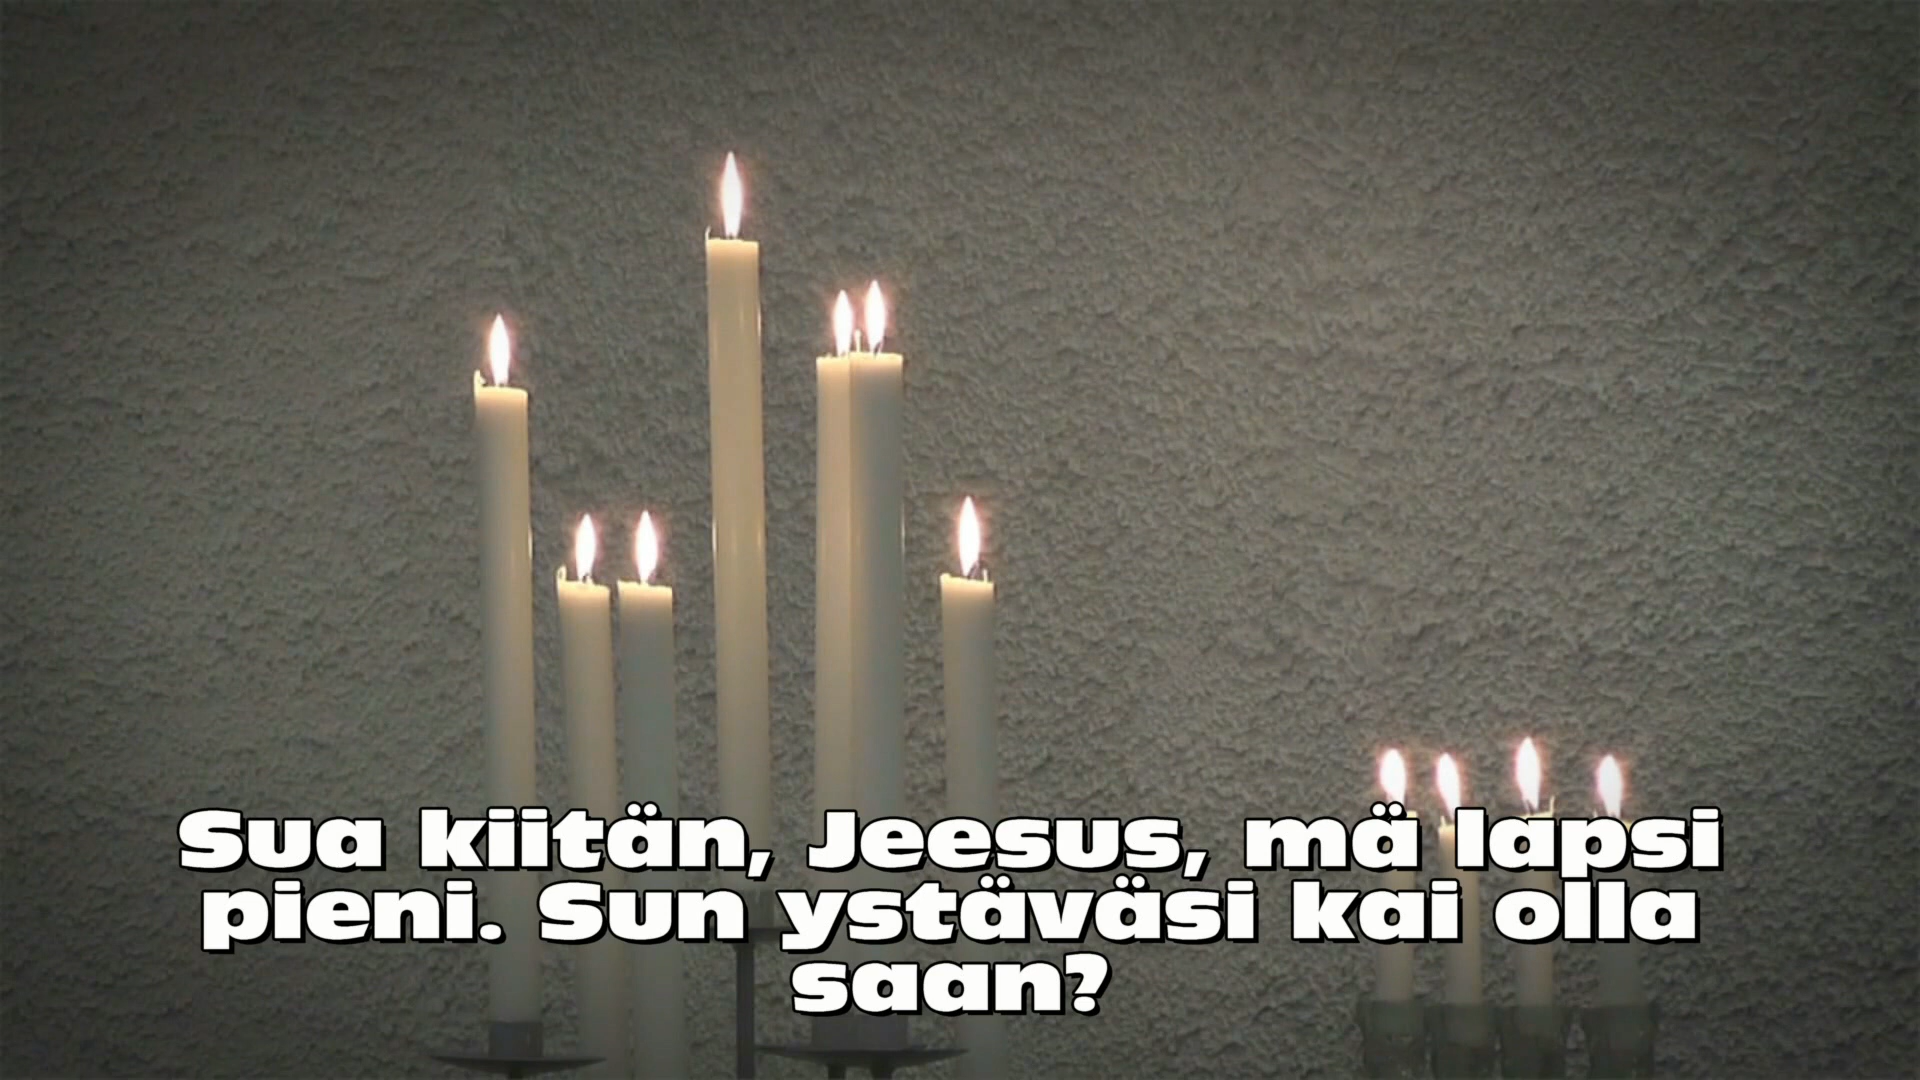 Sua kiitän, Jeesus, mä lapsi
pieni. Sun ystäväsi kai olla
saan?